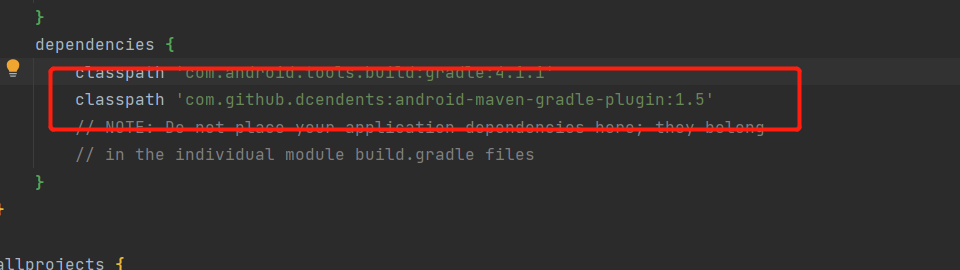 }
dependencies {
classpath 'com.android.tools.build:gradle:4.1.1'
classpath 'com.github.dcendents:android-maven-gradle-plugin:1.5'
// NOTE: Do not place your application dependencies here; they belong
// in the individual module build.gradle files
}
}
allprojects {